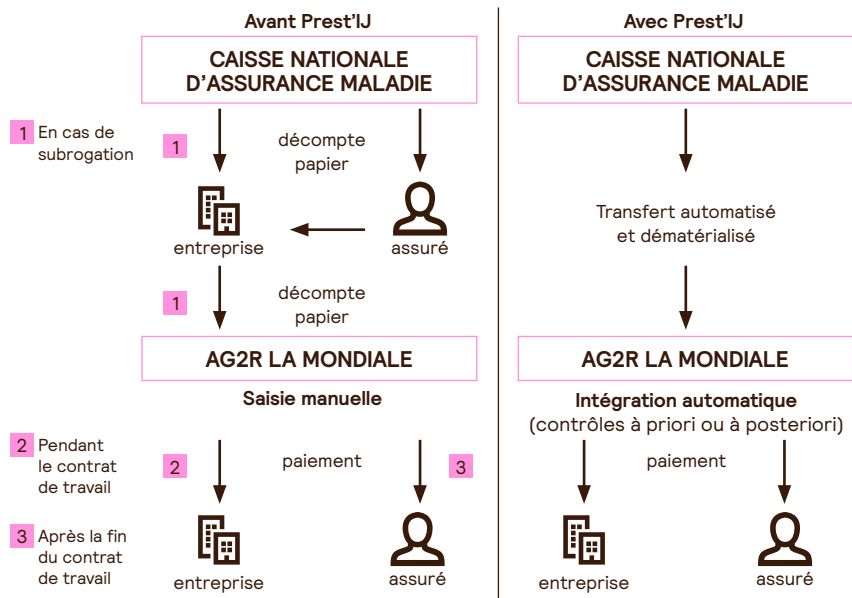 Avant Prest'IJ
CAISSE NATIONALE
D'ASSURANCE MALADIE
1 En cas de
subrogation
1
décompte
papier
entreprise
assuré
1
décompte
papier
AG2R LA MONDIALE
Saisie manuelle
2 Pendant
le contrat
de travail
2
paiement
3
3 Après la fin
du contrat
de travail
entreprise
assuré
Avec Prest'IJ
CAISSE NATIONALE
D'ASSURANCE MALADIE
Transfert automatisé
et dématérialisé
AG2R LA MONDIALE
Intégration automatique
(contrôles à priori ou à posteriori)
paiement
entreprise
assuré